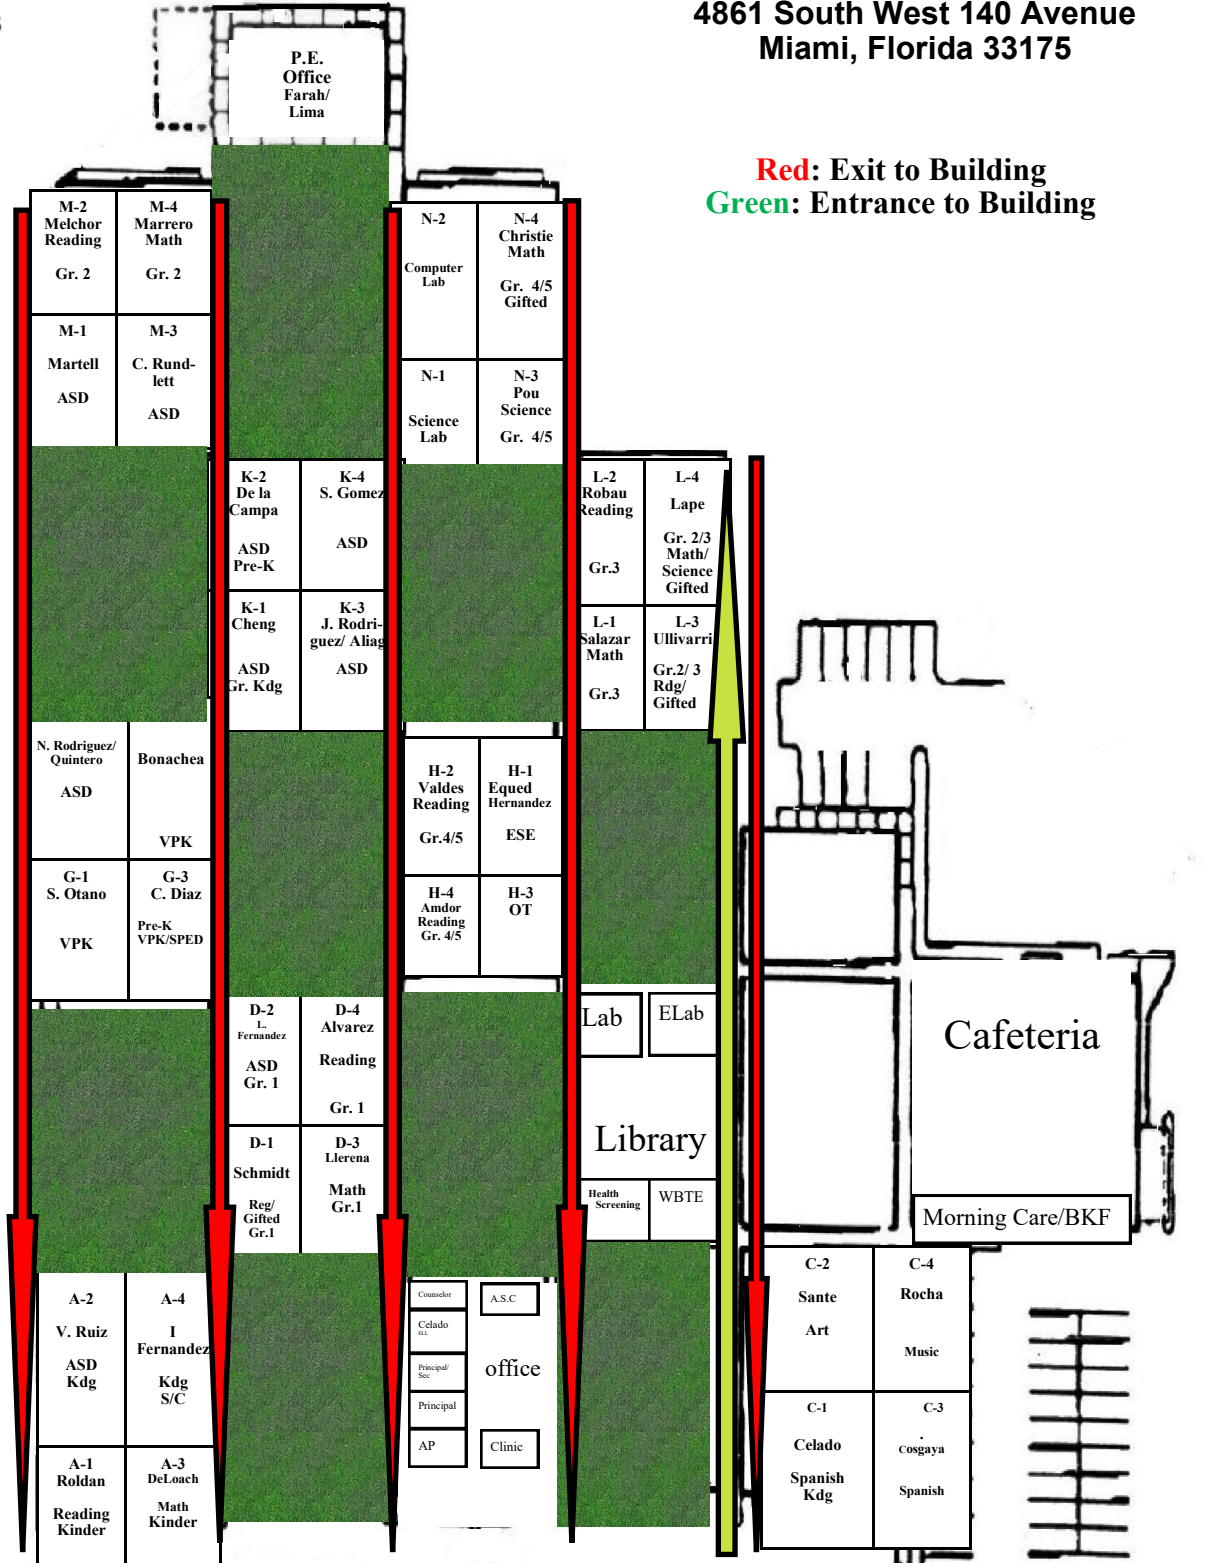 4861 South West 140 Avenue
Miami, Florida 33175
P.E.
Office
Farah/
Lima
Red: Exit to Building
Green: Entrance to Building
M-2
Melchor
Reading
Gr. 2
M-4
Marrero
Math
Gr. 2
N-2
Computer
Lab
N-4
Christie
Math
Gr. 4/5
Gifted
M-1
Martell
ASD
M-3
C. Rund-
lett
ASD
N-1
Science
Lab
N-3
Pou
Science
Gr. 4/5
K-2
De la
Campa
ASD
Pre-K
K-4
S. Gomez
ASD
L-2
Robau
Reading
Gr.3
L-4
Lape
Gr. 2/3
Math/
Science
Gifted
K-1
Cheng
ASD
Gr. Kdg
K-3
J. Rodri-
guez/ Aliag
ASD
L-1
Salazar
Math
Gr.3
L-3
Ullivarri
Gr.2/ 3
Rdg/
Gifted
N. Rodriguez/
Quintero
ASD
Bonachea
VPK
H-2
Valdes
Reading
Gr.4/5
H-1
Equed
Hernandez
ESE
G-1
S. Otano
VPK
G-3
C. Diaz
Pre-K
VPK/SPED
H-4
Amdor
Reading
Gr. 4/5
H-3
OT
D-2
L.
Fernandez
ASD
Gr. 1
D-4
Alvarez
Reading
Gr. 1
Lab
ELab
Cafeteria
Library
D-1
Schmidt
Reg/
Gifted
Gr.1
D-3
Llerena
Math
Gr.1
Health
Screening
WBTE
Morning Care/BKF
A-2
V. Ruiz
ASD
Kdg
A-4
I
Fernandez
Kdg
S/C
Counselor
A.S.C
Celado
ELL
Principal/
Sec
office
Principal
AP
Clinic
C-2
Sante
Art
C-4
Rocha
Music
A-1
Roldan
Reading
Kinder
A-3
DeLoach
Math
Kinder
C-1
Celado
Spanish
Kdg
C-3
.
Cosgaya
Spanish